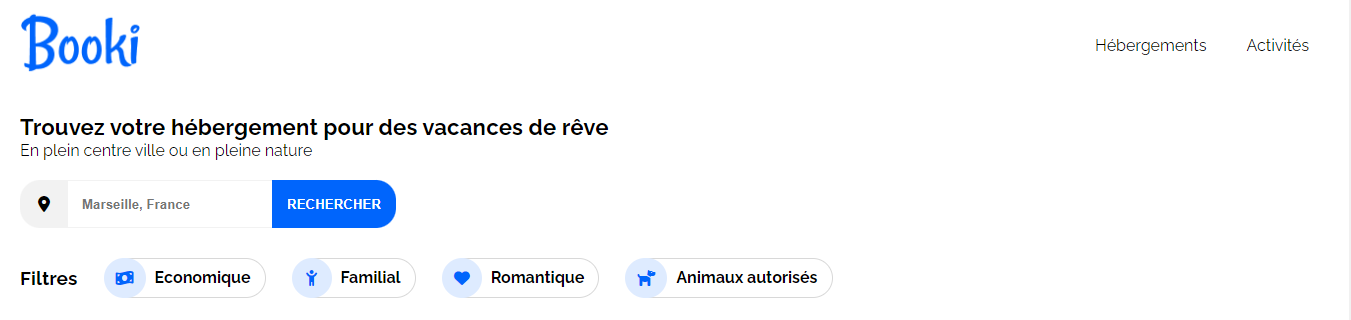 Booki
Hébergements Activités
Trouvez votre hébergement pour des vacances de rêve
En plein centre ville ou en pleine nature
Marseille, France RECHERCHER
Filtres Economique Familial Romantique Animaux autorisés